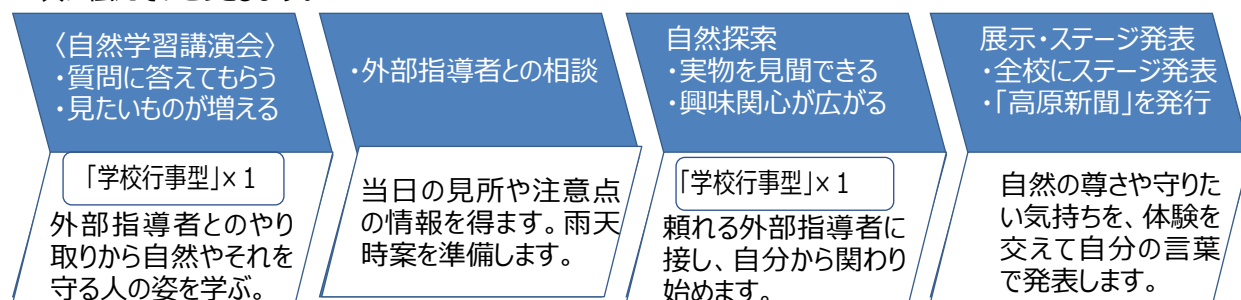 〈自然学習講演会〉
・質問に答えてもらう
・見たいものが増える
「学校行事型」×1
外部指導者とのやり
取りから自然やそれを
守る人の姿を学ぶ。
・外部指導者との相談
当日の見所や注意点
の情報を得ます。雨天
時案を準備します。
自然探索
・実物を見聞できる
・興味関心が広がる
「学校行事型」×1
頼れる外部指導者に
接し、自分から関わり
始めます。
展示・ステージ発表
・全校にステージ発表
・「高原新聞」を発行
自然の尊さや守りた
い気持ちを、体験を
交えて自分の言葉
で発表します。